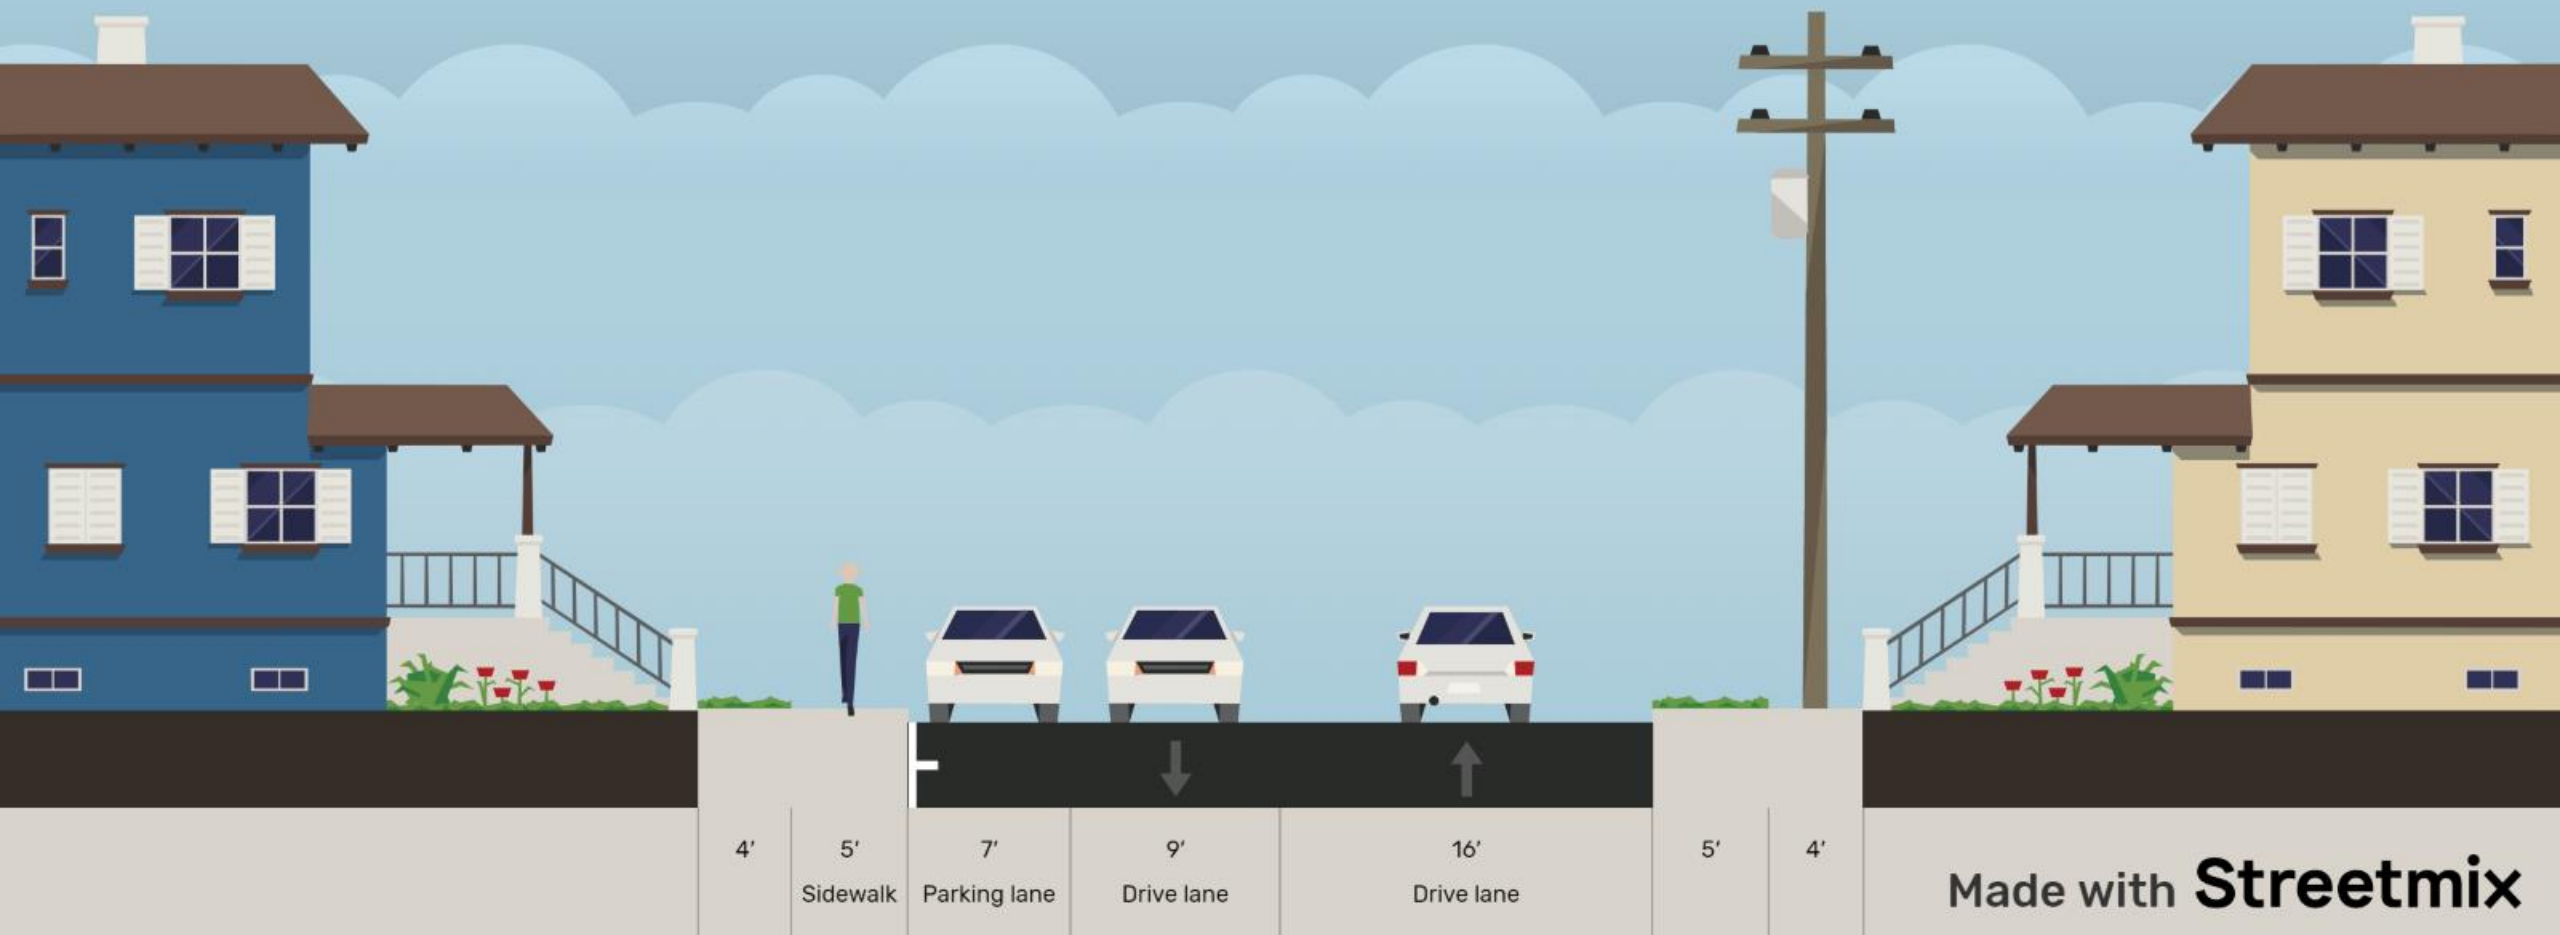 4′
5′
7′
9′
16′
5′
4′
Sidewalk
Parking lane
Drive lane
Drive lane
Made with Streetmix